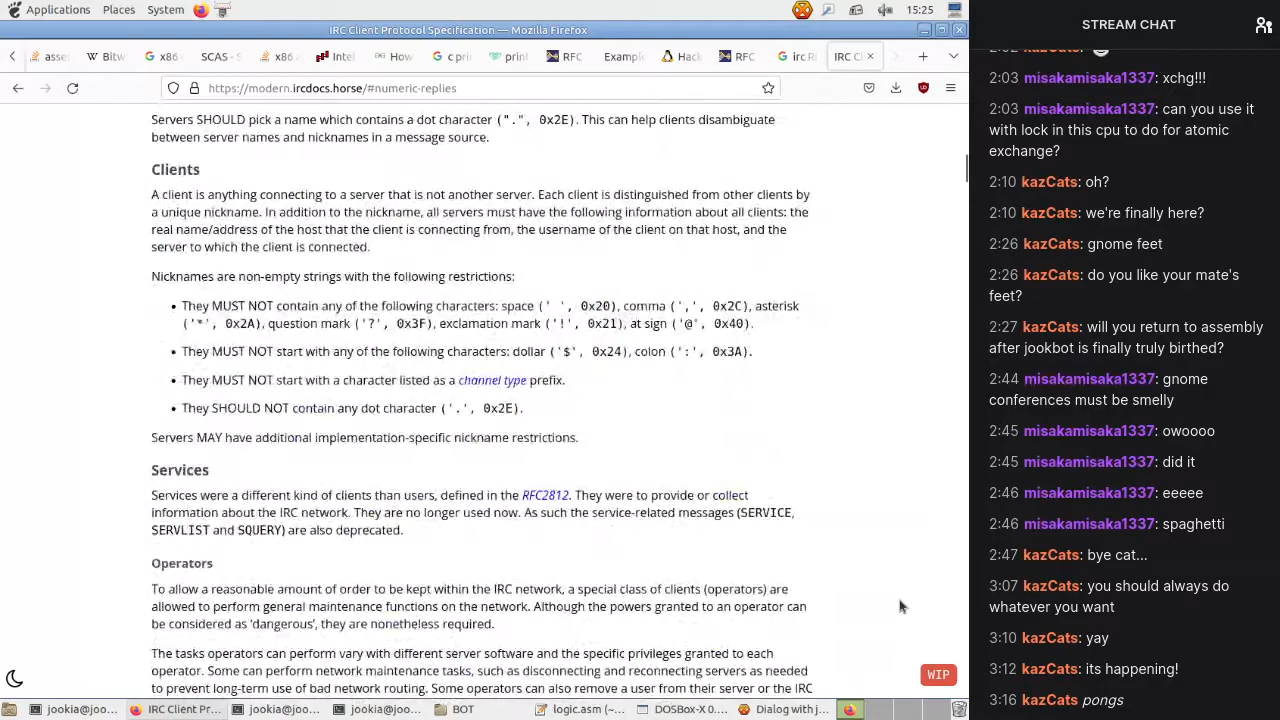 Applications Places System 15:25
IRC Client Protocol Specification — Mozilla Firefox
asse Bitw x86 SCAS - x86 Inte How c pri print RFC Example Hack RFC irc R IRC Cl
https://modern.ircdocs.horse/#numeric-replies
Servers SHOULD pick a name which contains a dot character (".", 0x2E). This can help clients disambiguate
between server names and nicknames in a message source.
Clients
A client is anything connecting to a server that is not another server. Each client is distinguished from other clients by
a unique nickname. In addition to the nickname, all servers must have the following information about all clients: the
real name/address of the host that the client is connecting from, the username of the client on that host, and the
server to which the client is connected.
Nicknames are non-empty strings with the following restrictions:
• They MUST NOT contain any of the following characters: space (' ', 0x20), comma (',', 0x2C), asterisk
('*', 0x2A), question mark ('?', 0x3F), exclamation mark ('!', 0x21), at sign ('@', 0x40).
• They MUST NOT start with any of the following characters: dollar ('$', 0x24), colon (':', 0x3A).
• They MUST NOT start with a character listed as a channel type prefix.
• They SHOULD NOT contain any dot character ('.', 0x2E).
Servers MAY have additional implementation-specific nickname restrictions.
Services
Services were a different kind of clients than users, defined in the RFC2812. They were to provide or collect
information about the IRC network. They are no longer used now. As such the service-related messages (SERVICE,
SERVLIST and SQUERY) are also deprecated.
Operators
To allow a reasonable amount of order to be kept within the IRC network, a special class of clients (operators) are
allowed to perform general maintenance functions on the network. Although the powers granted to an operator can
be considered as 'dangerous', they are nonetheless required.
The tasks operators can perform vary with different server software and the specific privileges granted to each
operator. Some can perform network maintenance tasks, such as disconnecting and reconnecting servers as needed
to prevent long-term use of bad network routing. Some operators can also remove a user from their server or the IRC
WIP
jookia@joo... IRC Client Pr... jookia@joo... jookia@joo... BOT logic.asm (~... DOSBox-X 0.... Dialog with j...
STREAM CHAT
2:03 misakamisaka1337: xchg!!!
2:03 misakamisaka1337: can you use it
with lock in this cpu to do for atomic
exchange?
2:10 kazCats: oh?
2:10 kazCats: we're finally here?
2:26 kazCats: gnome feet
2:26 kazCats: do you like your mate's
feet?
2:27 kazCats: will you return to assembly
after jookbot is finally truly birthed?
2:44 misakamisaka1337: gnome
conferences must be smelly
2:45 misakamisaka1337: owoooo
2:45 misakamisaka1337: did it
2:46 misakamisaka1337: eeeee
2:46 misakamisaka1337: spaghetti
2:47 kazCats: bye cat...
3:07 kazCats: you should always do
whatever you want
3:10 kazCats: yay
3:12 kazCats: its happening!
3:16 kazCats pongs